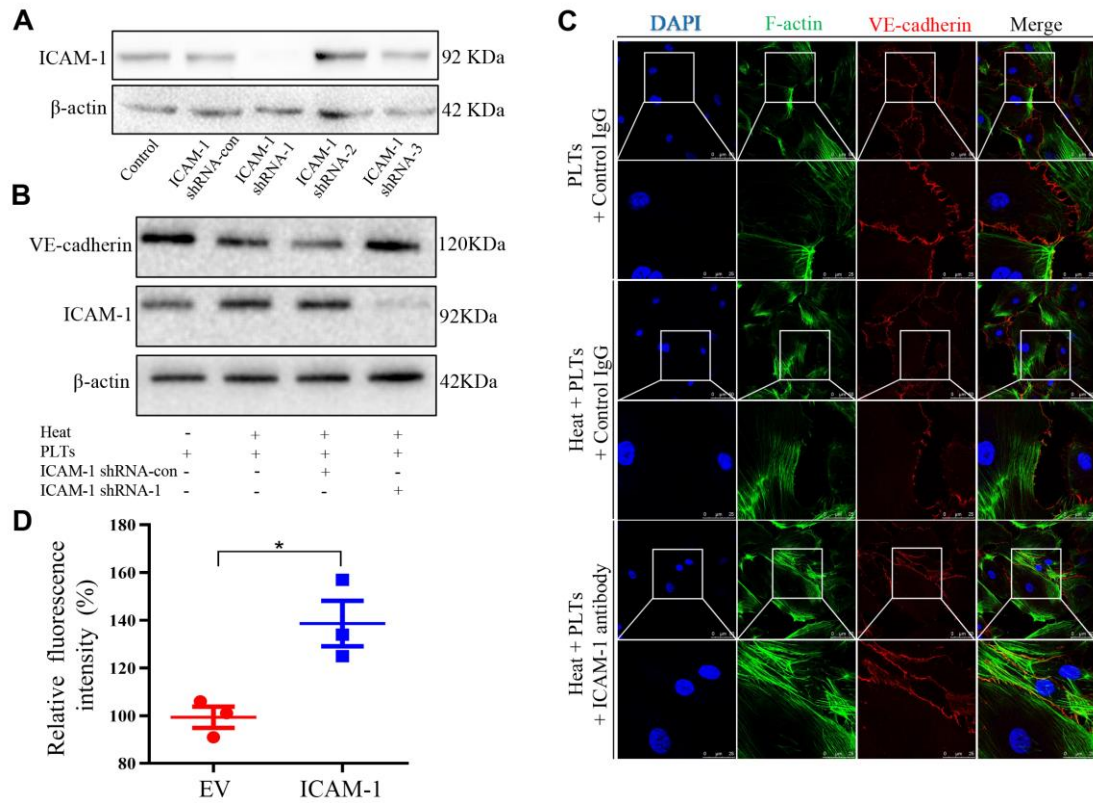 A
ICAM-1
92 KDa
β-actin
42 KDa
Control
ICAM-1 shRNA-con
ICAM-1 shRNA-1
ICAM-1 shRNA-2
ICAM-1 shRNA-3
B
VE-cadherin
120KDa
ICAM-1
92KDa
β-actin
42KDa
Heat - + + +
PLTs + + + +
ICAM-1 shRNA-con - - + -
ICAM-1 shRNA-1 - - - +
D
Relative fluorescence
intensity (%)
180
160
140
120
100
80
*
EV ICAM-1
C
DAPI F-actin VE-cadherin Merge
PLTs
+ Control IgG
Heat + PLTs
+ Control IgG
Heat + PLTs
+ ICAM-1 antibody